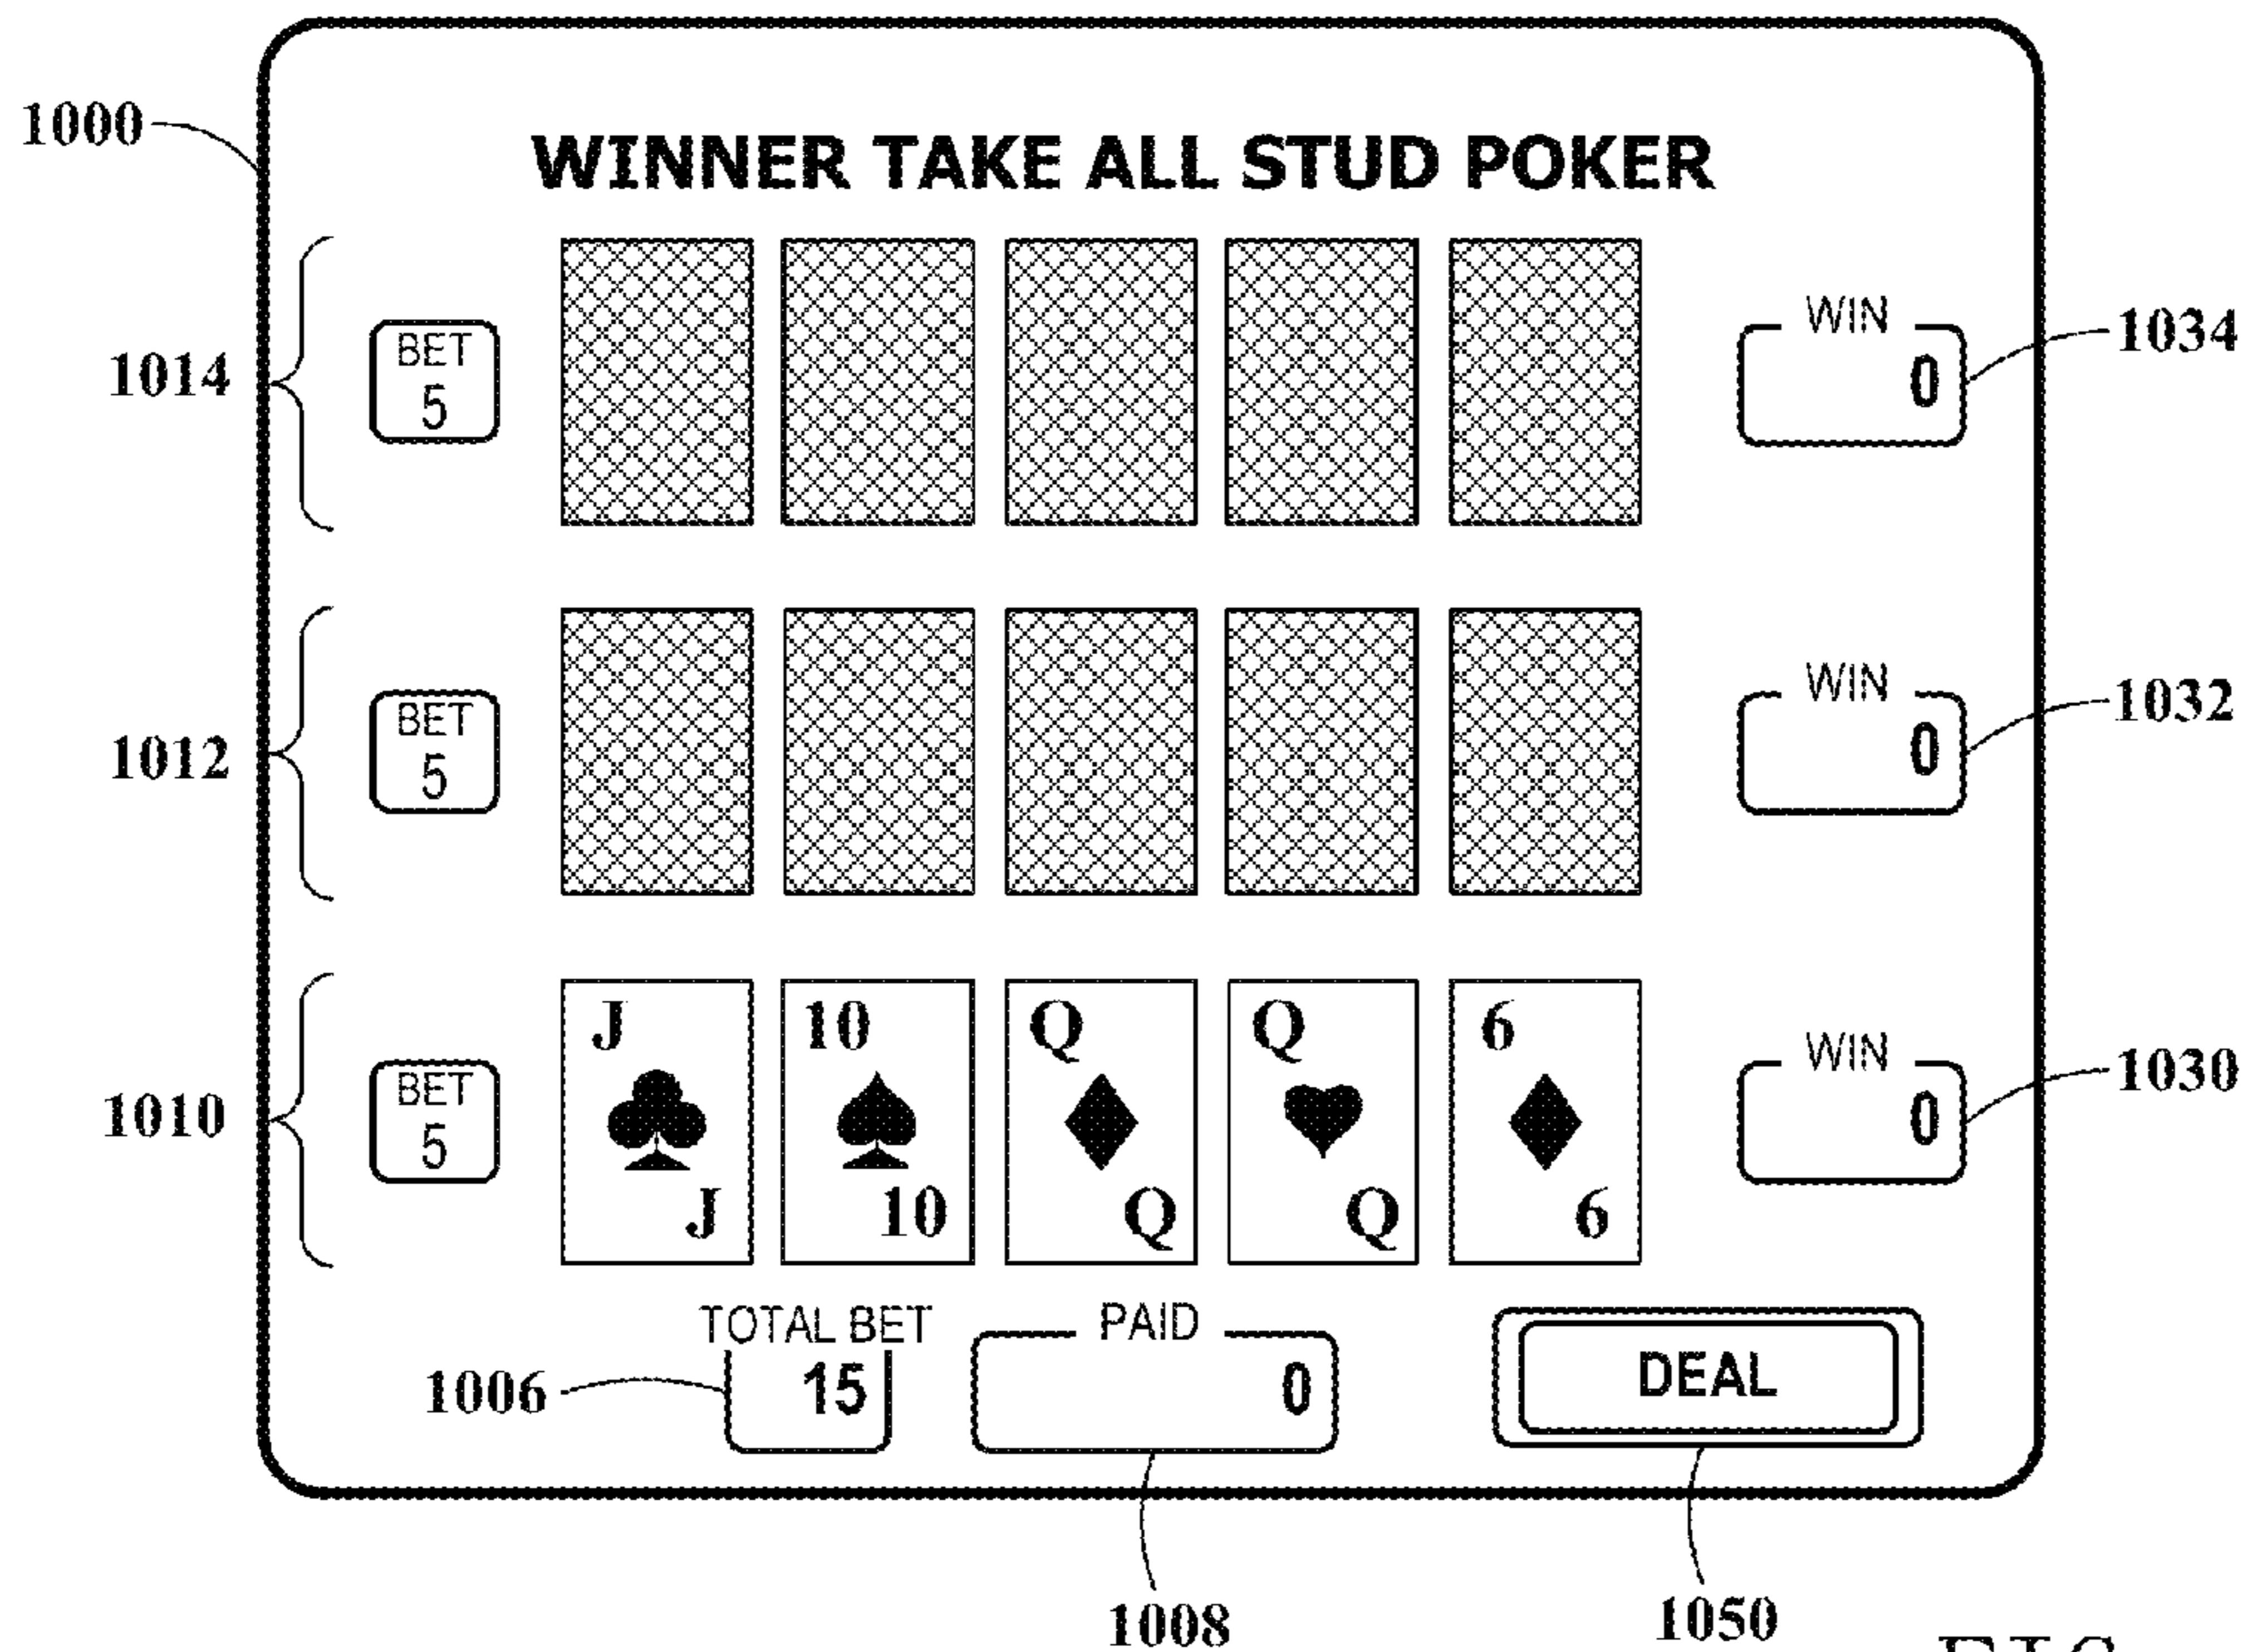 1000
WINNER TAKE ALL STUD POKER
1014
BET
5
WIN
0
1034
1012
BET
5
WIN
0
1032
1010
BET
5
J
J
10
10
Q
Q
Q
Q
6
6
WIN
0
1030
TOTAL BET
15
1006
PAID
0
DEAL
1008
1050